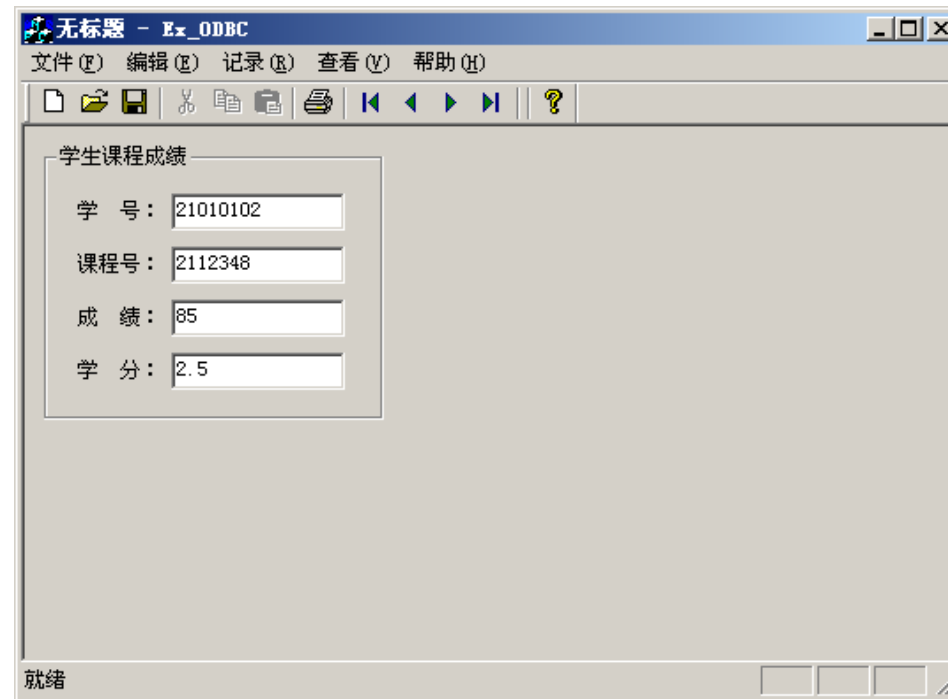 无标题 - Ex_ODBC
文件(F) 编辑(E) 记录(R) 查看(V) 帮助(H)
学生课程成绩
学 号： 21010102
课程号： 2112348
成 绩： 85
学 分： 2.5
就绪